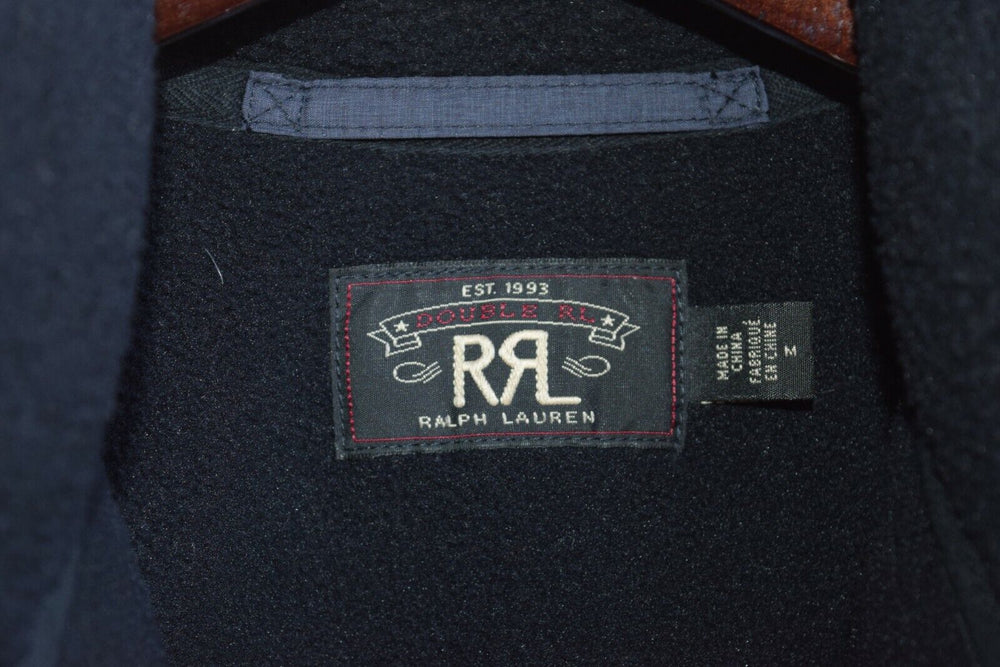 EST. 1993
DOUBLE RL
RRL
RALPH LAUREN
MADE IN
CHINA
FABRIQUÉ
EN CHINE
M